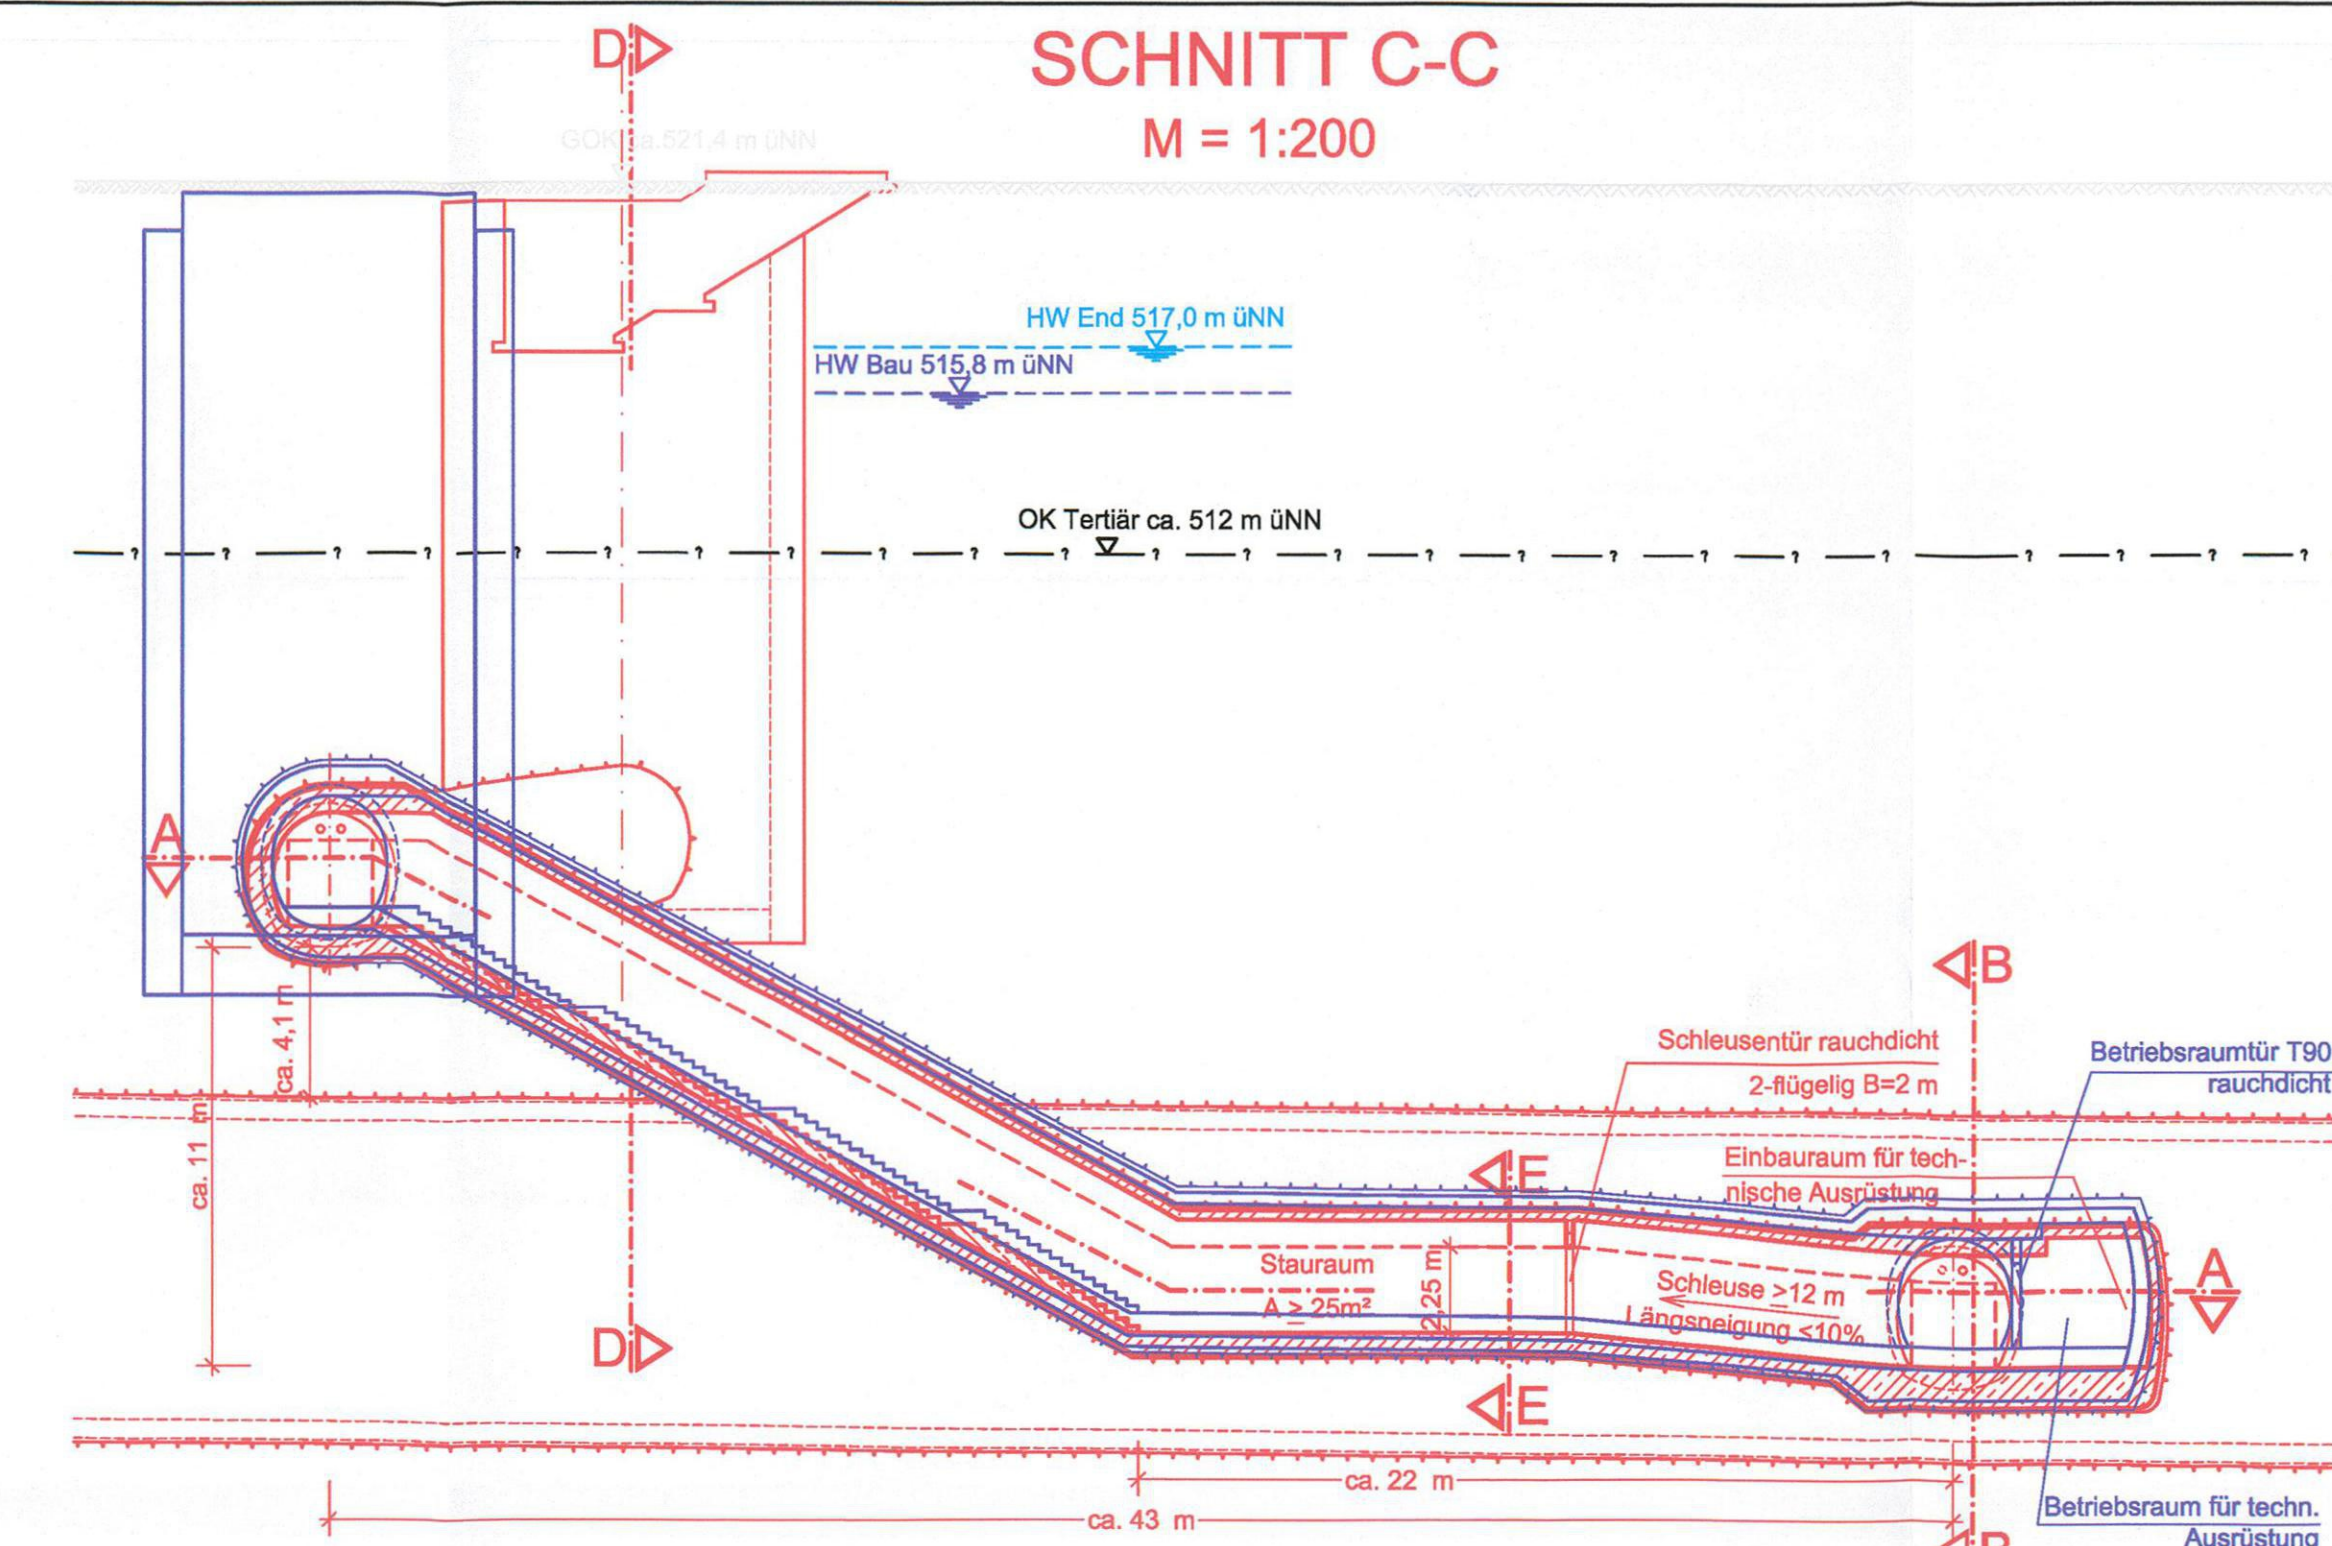 D
SCHNITT C-C
M = 1:200
GOK ca.521,4 m üNN
HW End 517,0 m üNN
HW Bau 515,8 m üNN
OK Tertiär ca. 512 m üNN
? ? ? ? ? ? ? ? ? ? ? ? ? ? ? ? ? ? ? ? ? ? ? ?
A
B
ca. 4,1 m
ca. 11 m
Schleusentür rauchdicht
2-flügelig B=2 m
Betriebsraumtür T90
rauchdicht
E
Einbauraum für tech-
nische Ausrüstung
Stauraum
A ≥ 25m²
2,25 m
Schleuse ≥12 m
Längsneigung ≤10%
A
D
E
ca. 22 m
ca. 43 m
Betriebsraum für techn.
Ausrüstung
B